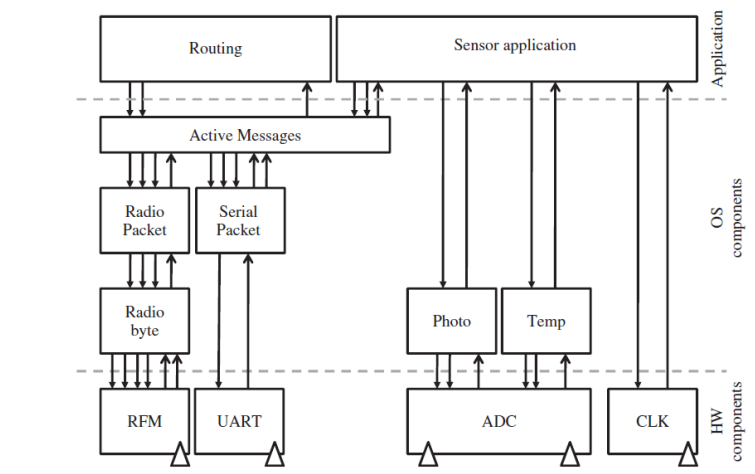 Routing
Sensor application
Application
Active Messages
Radio
Packet
Serial
Packet
OS
components
Radio
byte
Photo
Temp
RFM
UART
ADC
CLK
HW
components